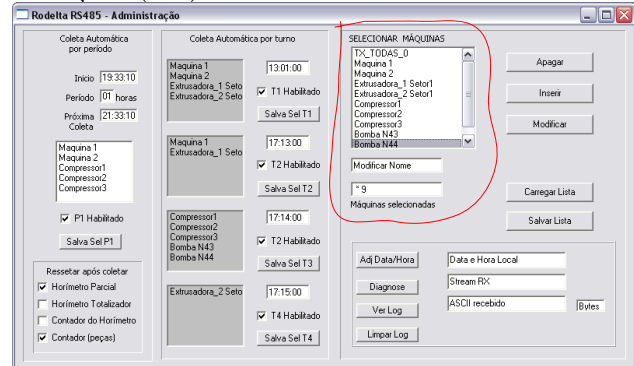 Rodelta RS485 - Administração
Coleta Automática
por período
Inicio 19:33:10
Período 01 horas
Próxima 21:33:10
Coleta
Maquina 1
Maquina 2
Compressor1
Compressor2
Compressor3
P1 Habilitado
Salva Sel P1
Ressetar após coletar
Horímetro Parcial
Horímetro Totalizador
Contador do Horímetro
Contador (peças)
Coleta Automática por turno
Maquina 1
Maquina 2
Extrusadora_1 Seto
Extrusadora_2 Seto
13:01:00
T1 Habilitado
Salva Sel T1
Maquina 1
Extrusadora_1 Seto
17:13:00
T2 Habilitado
Salva Sel T2
Compressor1
Compressor2
Compressor3
Bomba N43
Bomba N44
17:14:00
T2 Habilitado
Salva Sel T3
Extrusadora_2 Seto
17:15:00
T4 Habilitado
Salva Sel T4
SELECIONAR MÁQUINAS
TX_TODAS_0
Maquina 1
Maquina 2
Extrusadora_1 Setor1
Extrusadora_2 Setor1
Compressor1
Compressor2
Compressor3
Bomba N43
Bomba N44
Modificar Nome
" 9
Máquinas selecionadas
Apagar
Inserir
Modificar
Carregar Lista
Salvar Lista
Adj Data/Hora
Data e Hora Local
Diagnose
Stream RX
Ver Log
ASCII recebido
Bytes
Limpar Log